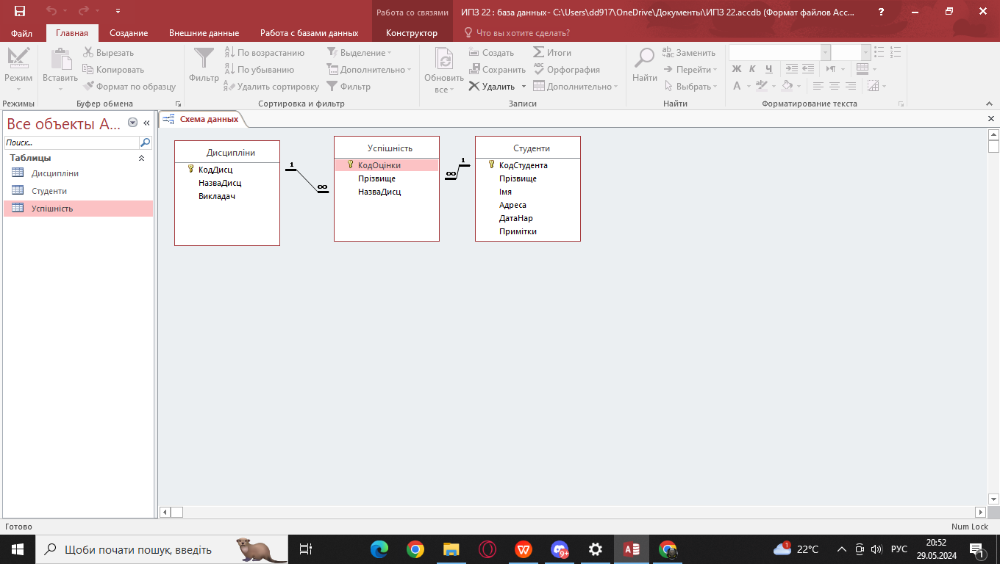 Работа со связями
ИПЗ 22 : база данных- C:\Users\dd917\OneDrive\Документы\ИПЗ 22.accdb (Формат файлов Acc...
?
Файл Главная Создание Внешние данные Работа с базами данных Конструктор Что вы хотите сделать?
Режим
Режимы
Вставить
Вырезать
Копировать
Формат по образцу
Буфер обмена
Фильтр
По возрастанию
По убыванию
Удалить сортировку
Выделение
Дополнительно
Фильтр
Сортировка и фильтр
Обновить
все
Создать
Сохранить
Удалить
Итоги
Орфография
Дополнительно
Записи
Найти
Заменить
Перейти
Выбрать
Найти
Ж К Ч
A
Форматирование текста
Все объекты A...
Поиск...
Таблицы
Дисципліни
Студенти
Успішність
Схема данных
Дисципліни
КодДисц
НазваДисц
Викладач
1
∞
Успішність
КодОцінки
Прізвище
НазваДисц
∞
1
Студенти
КодСтудента
Прізвище
Імя
Адреса
ДатаНар
Примітки
Готово
Num Lock
Щоби почати пошук, введіть
9+
1
22°C
РУС
20:52
29.05.2024
1